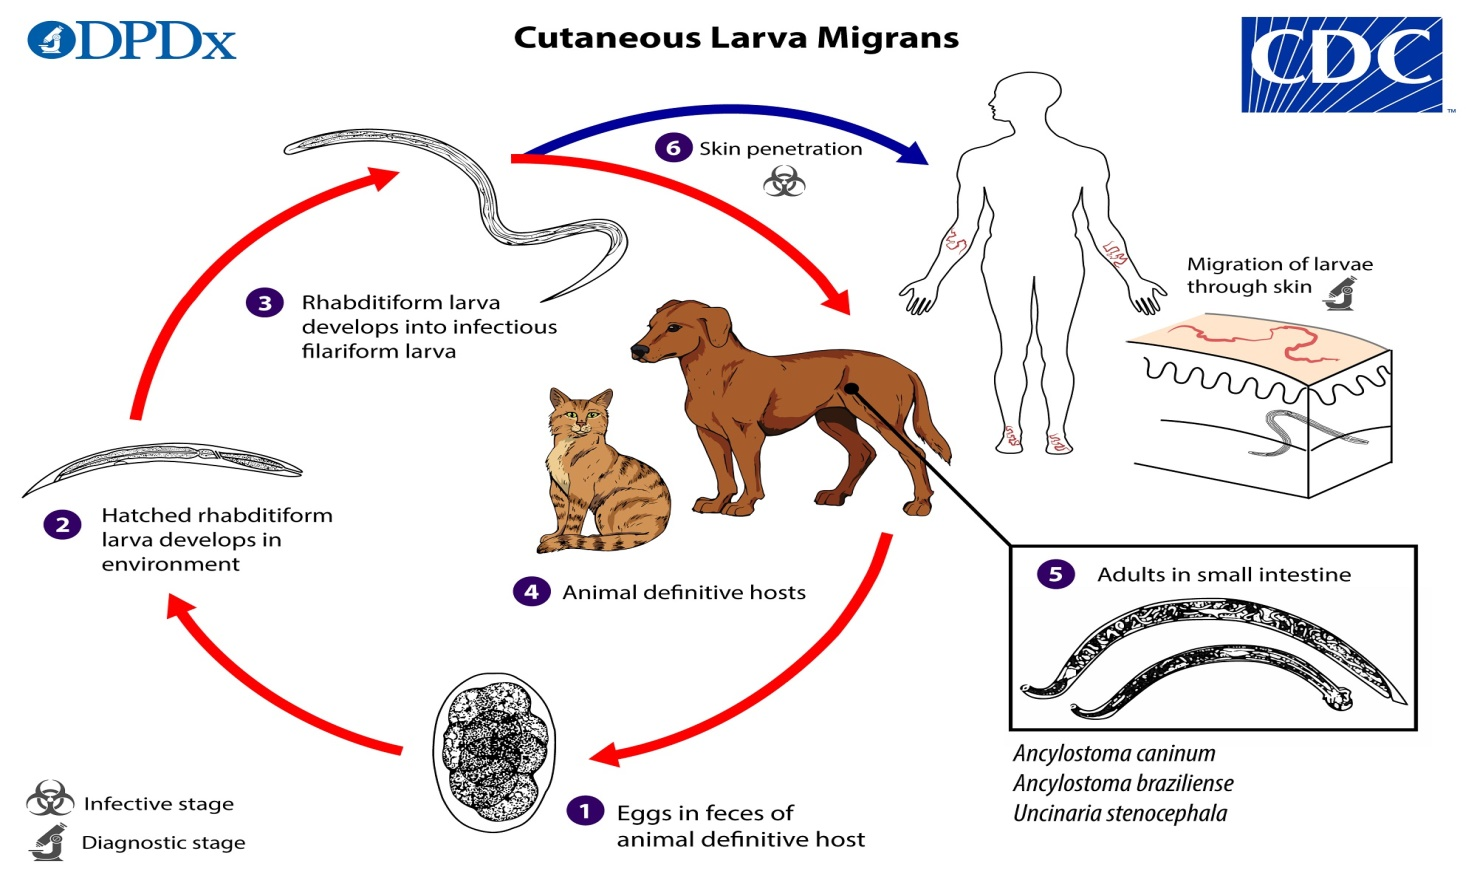 DPDx
Cutaneous Larva Migrans
CDC
TM
6 Skin penetration
Migration of larvae
through skin
3 Rhabditiform larva
develops into infectious
filariform larva
2 Hatched rhabditiform
larva develops in
environment
4 Animal definitive hosts
5 Adults in small intestine
Ancylostoma caninum
Ancylostoma braziliense
Uncinaria stenocephala
1 Eggs in feces of
animal definitive host
Infective stage
Diagnostic stage